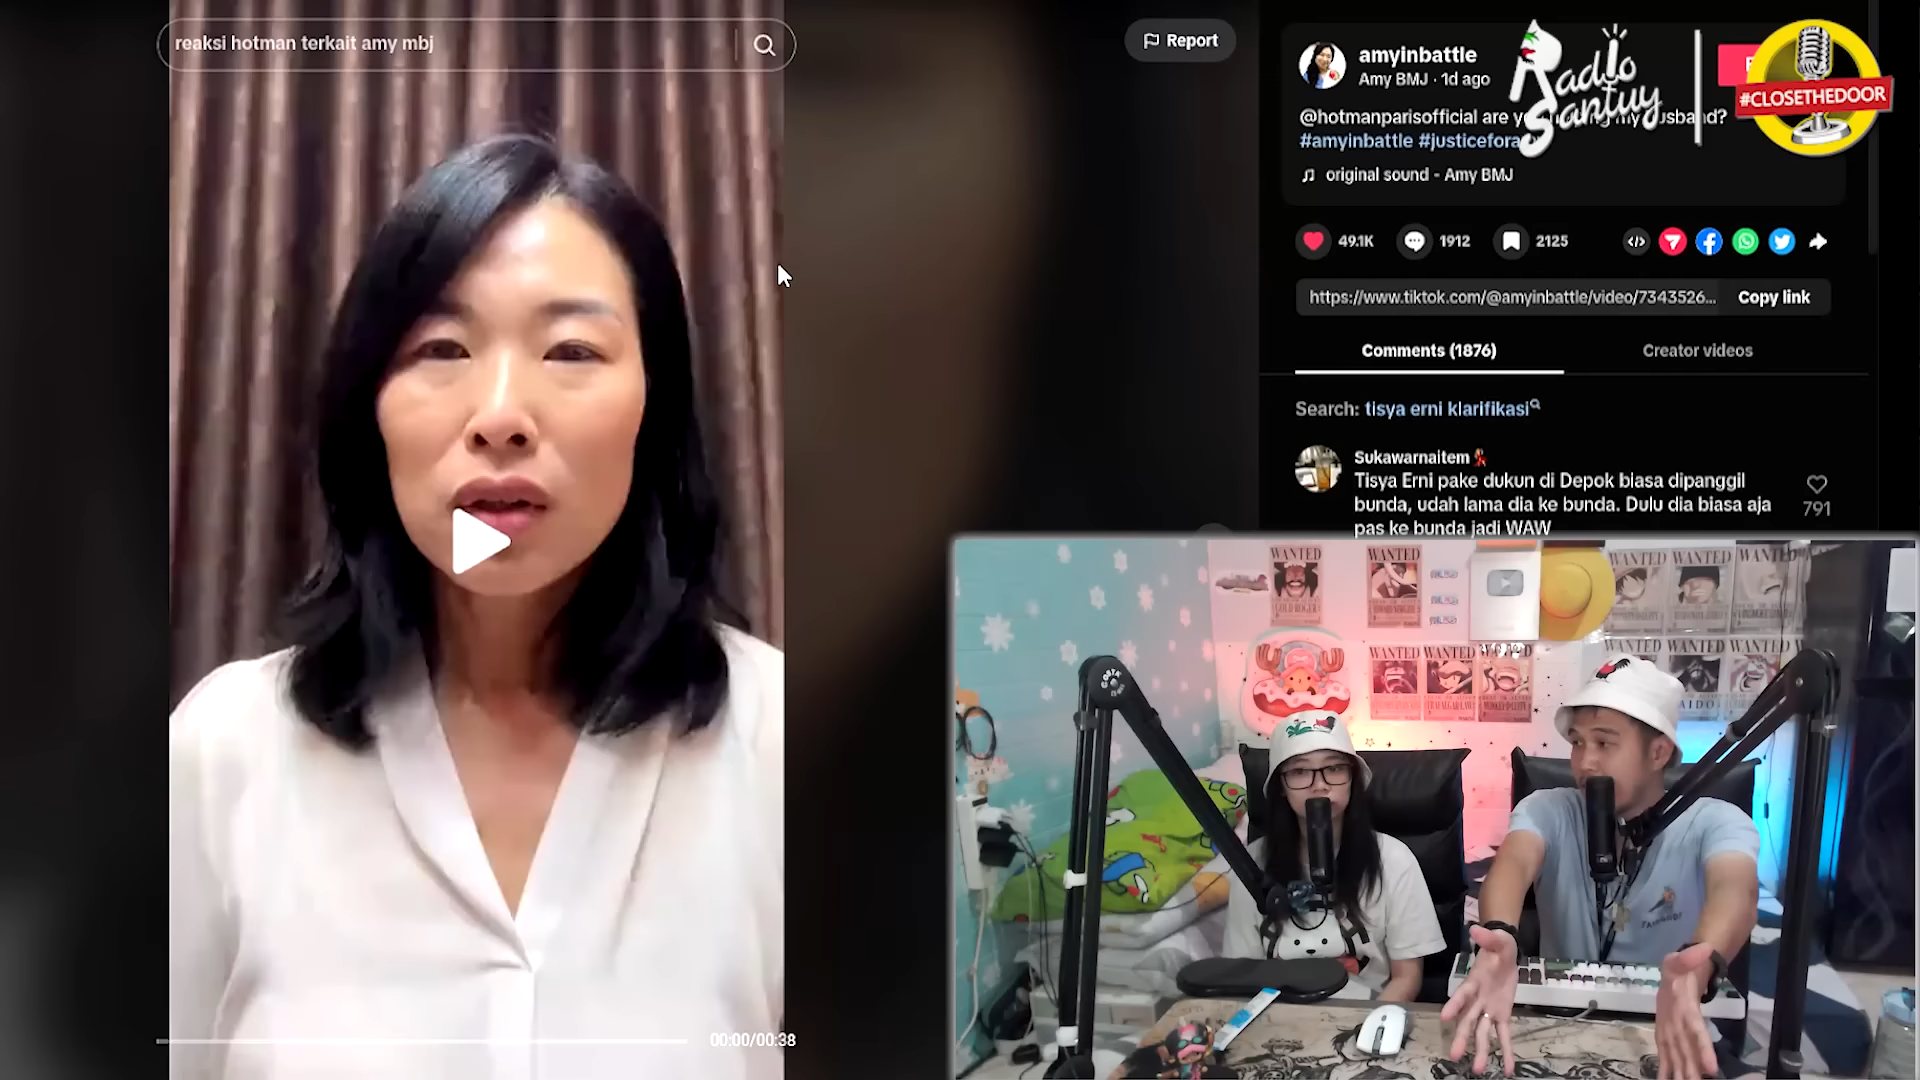 reaksi hotman terkait amy mbj
Report
amyinbattle
Amy BMJ · 1d ago
@hotmanparisofficial are my husband?
#amyinbattle
original sound - Amy BMJ
Radio
Santuy
#CLOSETHEDOOR
49.1K
1912
2125
https://www.tiktok.com/@amyinbattle/video/7343526...
Copy link
Comments (1876)
Creator videos
Search: tisya erni klarifikasi
Sukawarnaitem
Tisya Erni pake dukun di Depok biasa dipanggil
bunda, udah lama dia ke bunda. Dulu dia biasa aja
pas ke bunda jadi WAW
791
00:00/00:38
WANTED
WANTED
WANTED
WANTED
WANTED
GOLD ROGER
WANTED
WANTED
WANTED
WANTED
WANTED